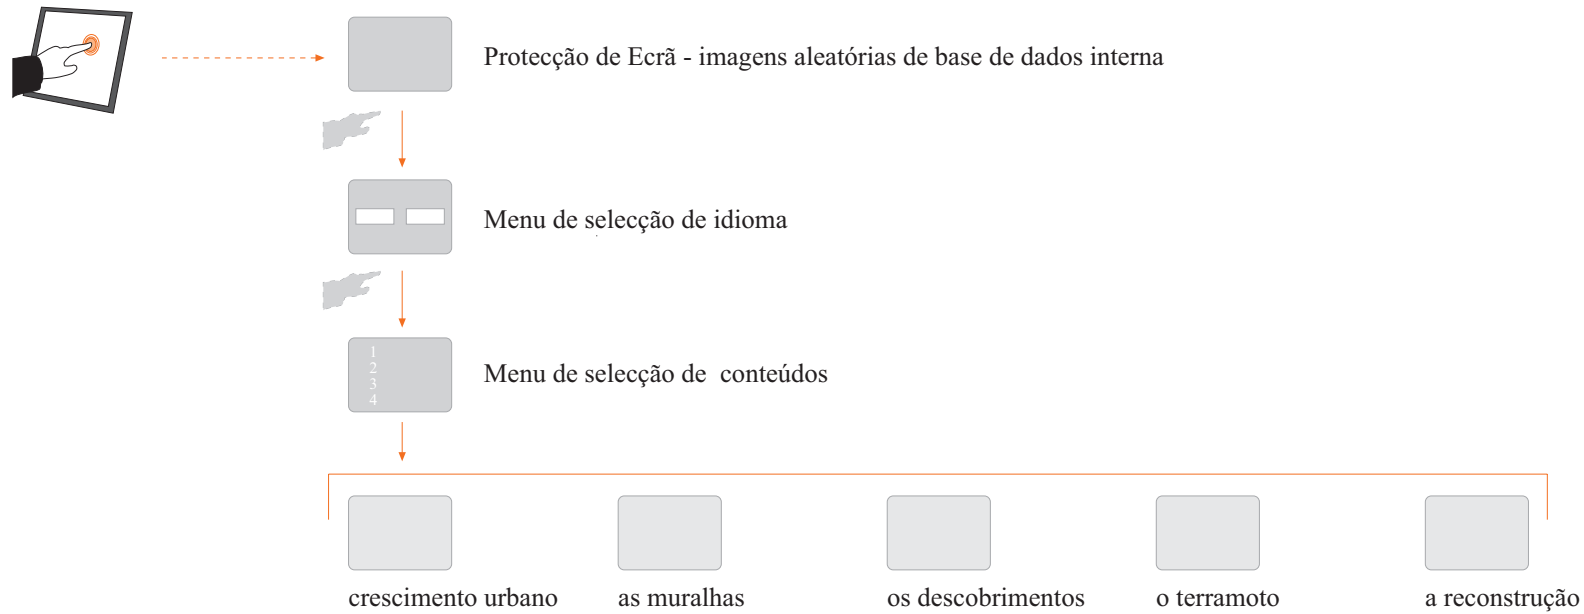 Protecção de Ecrã - imagens aleatórias de base de dados interna
Menu de selecção de idioma
1
2
3
4
Menu de selecção de  conteúdos
crescimento urbano
as muralhas
os descobrimentos
o terramoto
a reconstrução